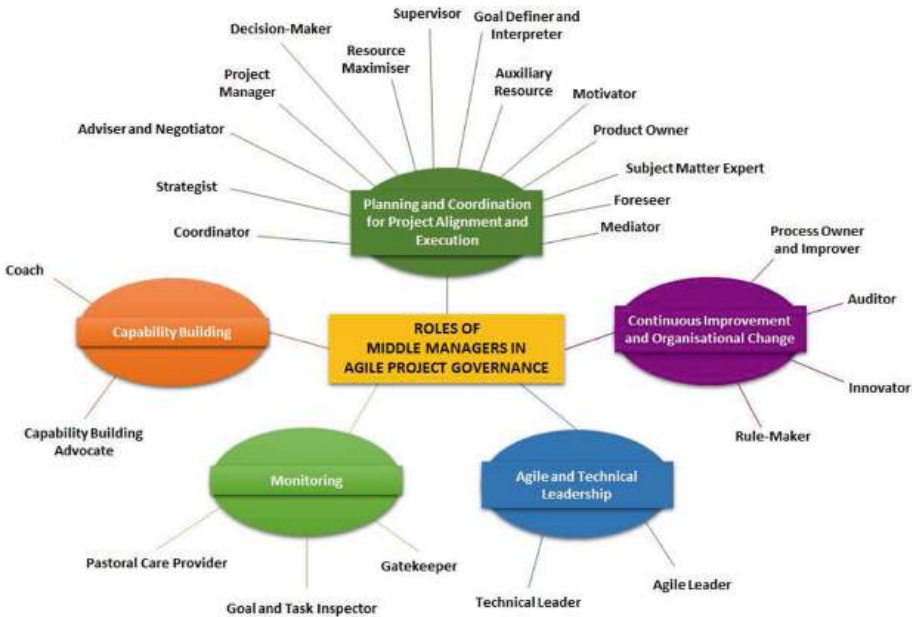 Supervisor
Goal Definer and
Interpreter
Decision-Maker
Resource
Maximiser
Auxiliary
Resource
Project
Manager
Motivator
Adviser and Negotiator
Product Owner
Subject Matter Expert
Strategist
Foreseer
Coordinator
Mediator
Planning and Coordination
for Project Alignment and
Execution
Process Owner
and Improver
Coach
Auditor
Capability Building
ROLES OF
MIDDLE MANAGERS IN
AGILE PROJECT GOVERNANCE
Continuous Improvement
and Organisational Change
Innovator
Capability Building
Advocate
Rule-Maker
Monitoring
Agile and Technical
Leadership
Pastoral Care Provider
Gatekeeper
Goal and Task Inspector
Technical Leader
Agile Leader